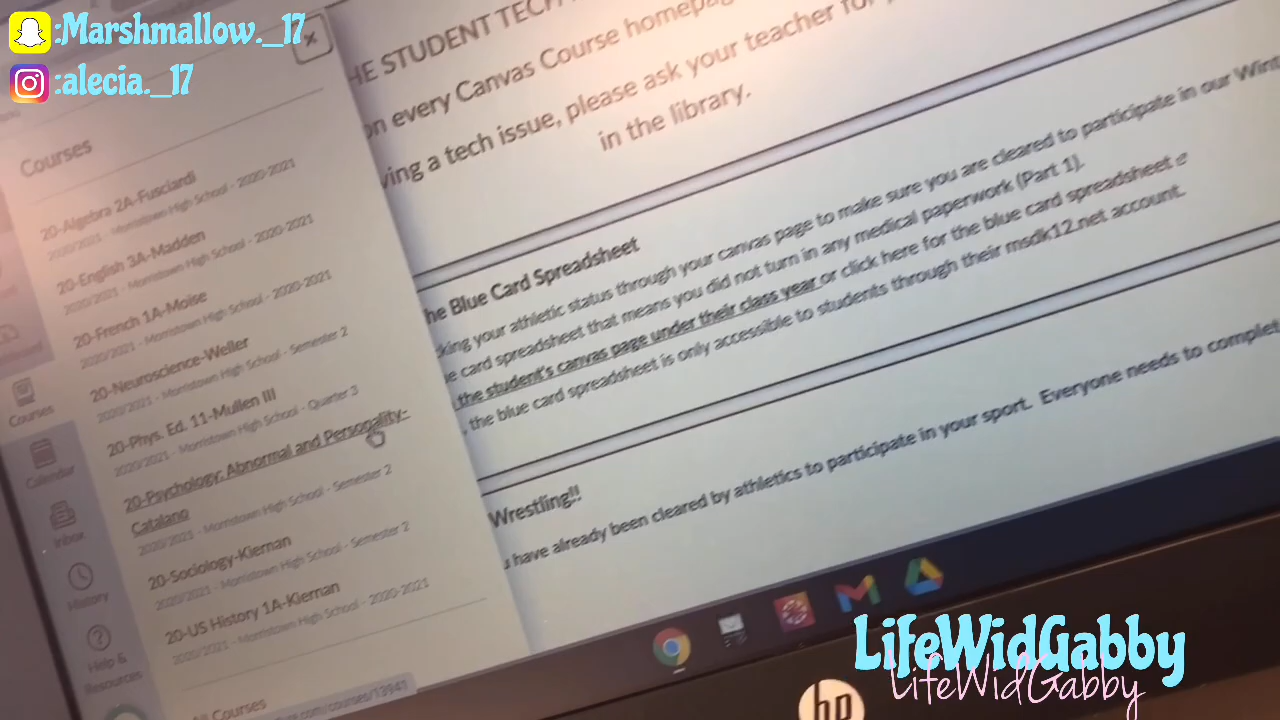 :Marshmallow._17
:alecia._17
HE STUDENT TECH
on every Canvas Course homepag
ving a tech issue, please ask your teacher for
in the library.
Courses
20-Algebra 2A-Fusciardi
2020/2021 - Morristown High School - 2020-2021
20-English 3A-Madden
2020/2021 - Morristown High School - 2020-2021
20-French 1A-Moise
2020/2021 - Morristown High School - 2020-2021
20-Neuroscience-Weller
2020/2021 - Morristown High School - Semester 2
20-Phys. Ed. 11-Mullen III
2020/2021 - Morristown High School - Quarter 3
20-Psychology: Abnormal and Personality-
Catalano
2020/2021 - Morristown High School - Semester 2
20-Sociology-Kiernan
2020/2021 - Morristown High School - Semester 2
20-US History 1A-Kiernan
2020/2021 - Morristown High School - 2020-2021
All Courses
he Blue Card Spreadsheet
king your athletic status through your canvas page to make sure you are cleared to participate in our Wint
e card spreadsheet that means you did not turn in any medical paperwork (Part 1).
the student's canvas page under their class year or click here for the blue card spreadsheet
, the blue card spreadsheet is only accessible to students through their msdk12.net account.
Wrestling!!
u have already been cleared by athletics to participate in your sport. Everyone needs to complet
Courses
Calendar
Inbox
History
Help &
Resources
.com/courses/13941
hp
LifeWidGabby
LifeWidGabby